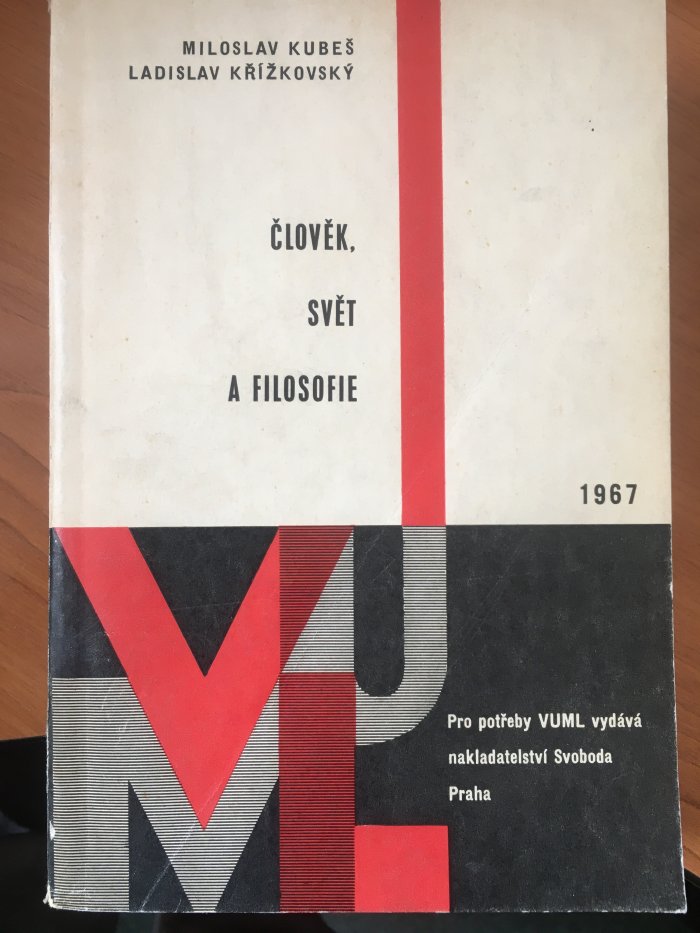 MILOSLAV KUBEŠ
LADISLAV KŘÍŽKOVSKÝ
ČLOVĚK,
SVĚT
A FILOSOFIE
1967
VUML
Pro potřeby VUML vydává
nakladatelství Svoboda
Praha